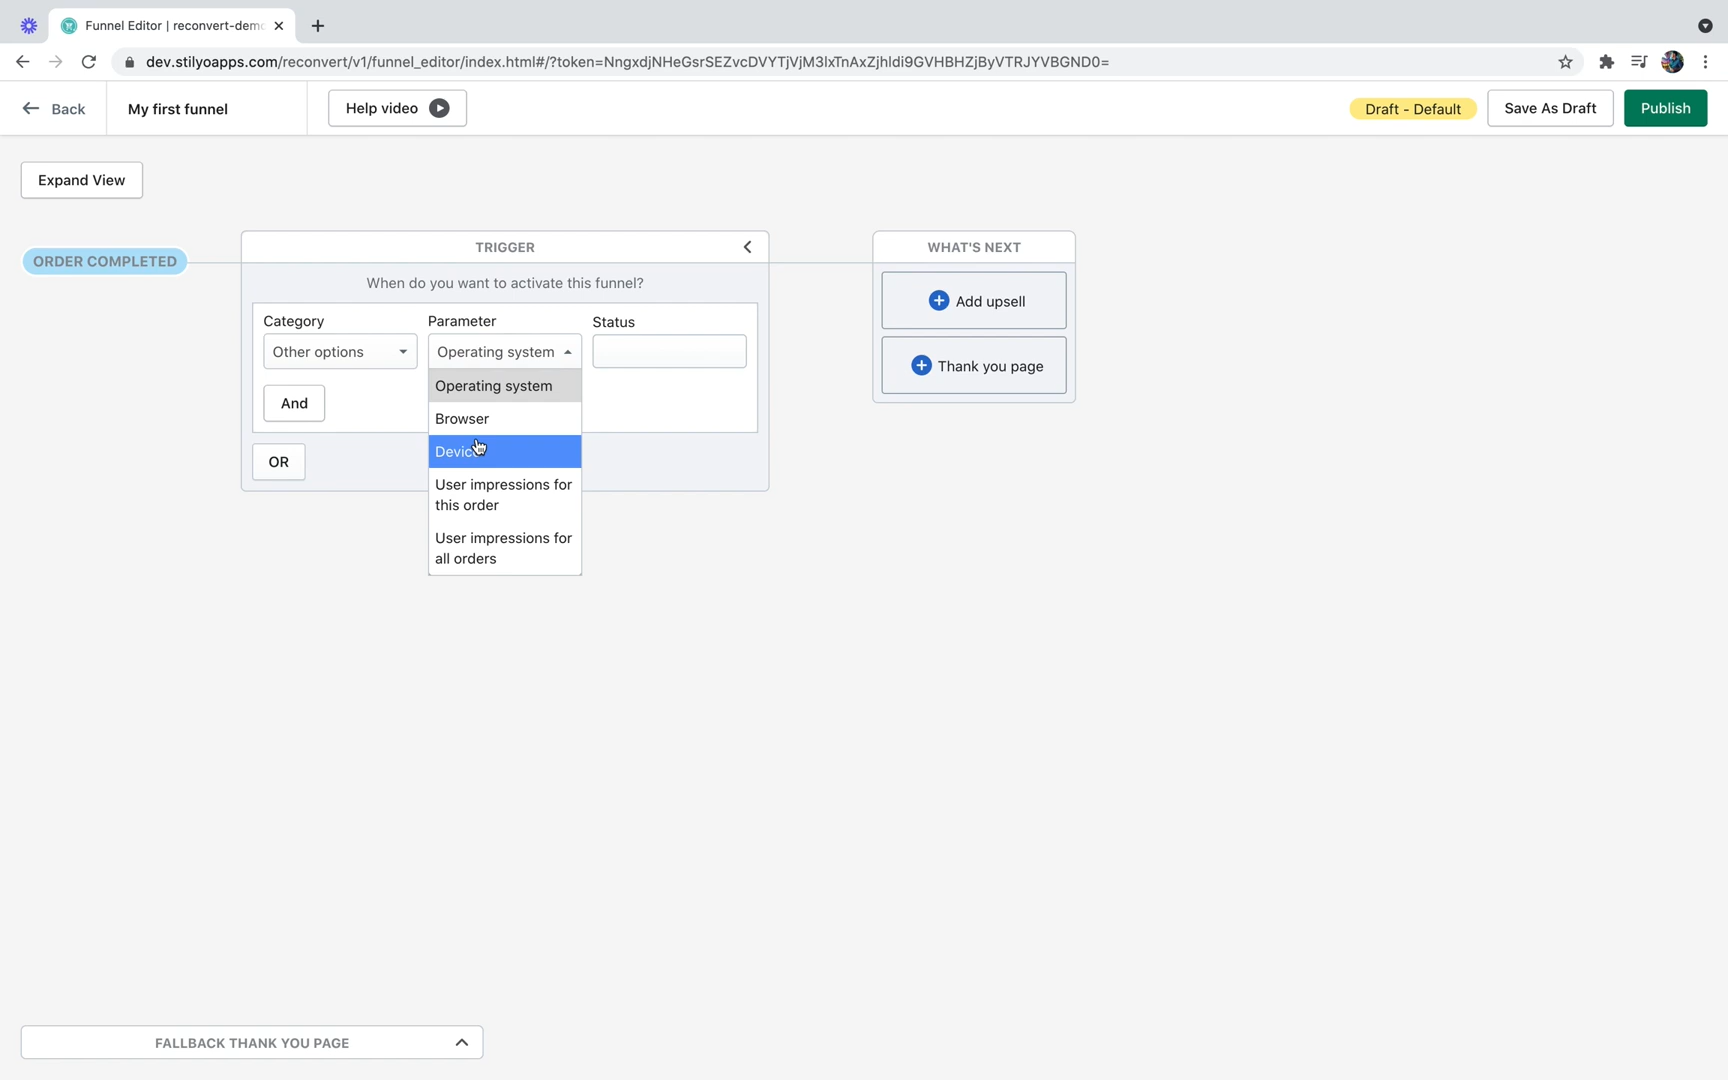 Funnel Editor | reconvert-dem
dev.stilyoapps.com/reconvert/v1/funnel_editor/index.html#/?token=NngxdjNHeGsrSEZvcDVYTjVjM3lxTnAxZjhldi9GVHBHZjByVTRJYVBGND0=
Back
My first funnel
Help video
Draft - Default
Save As Draft
Publish
Expand View
ORDER COMPLETED
TRIGGER
WHAT'S NEXT
When do you want to activate this funnel?
Category
Parameter
Status
Other options
Operating system
Add upsell
Thank you page
Operating system
And
Browser
Device
OR
User impressions for
this order
User impressions for
all orders
FALLBACK THANK YOU PAGE